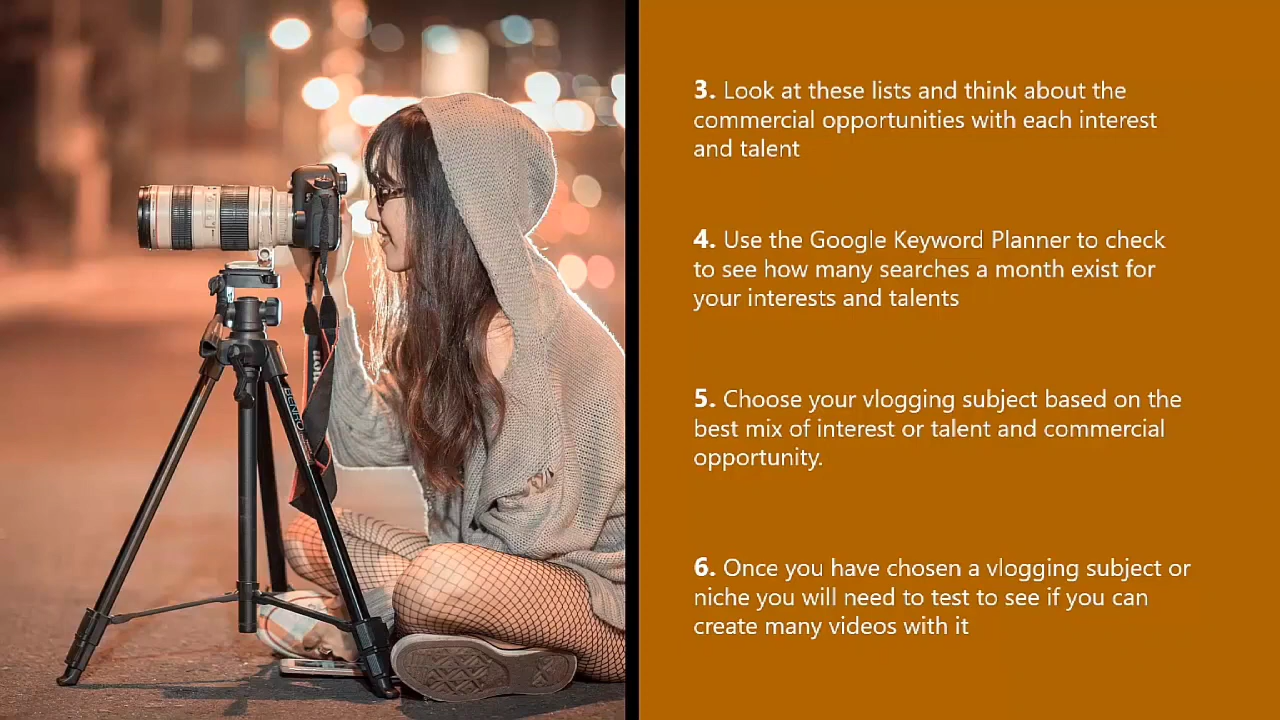 3. Look at these lists and think about the
commercial opportunities with each interest
and talent
4. Use the Google Keyword Planner to check
to see how many searches a month exist for
your interests and talents
5. Choose your vlogging subject based on the
best mix of interest or talent and commercial
opportunity.
6. Once you have chosen a vlogging subject or
niche you will need to test to see if you can
create many videos with it
BENRO